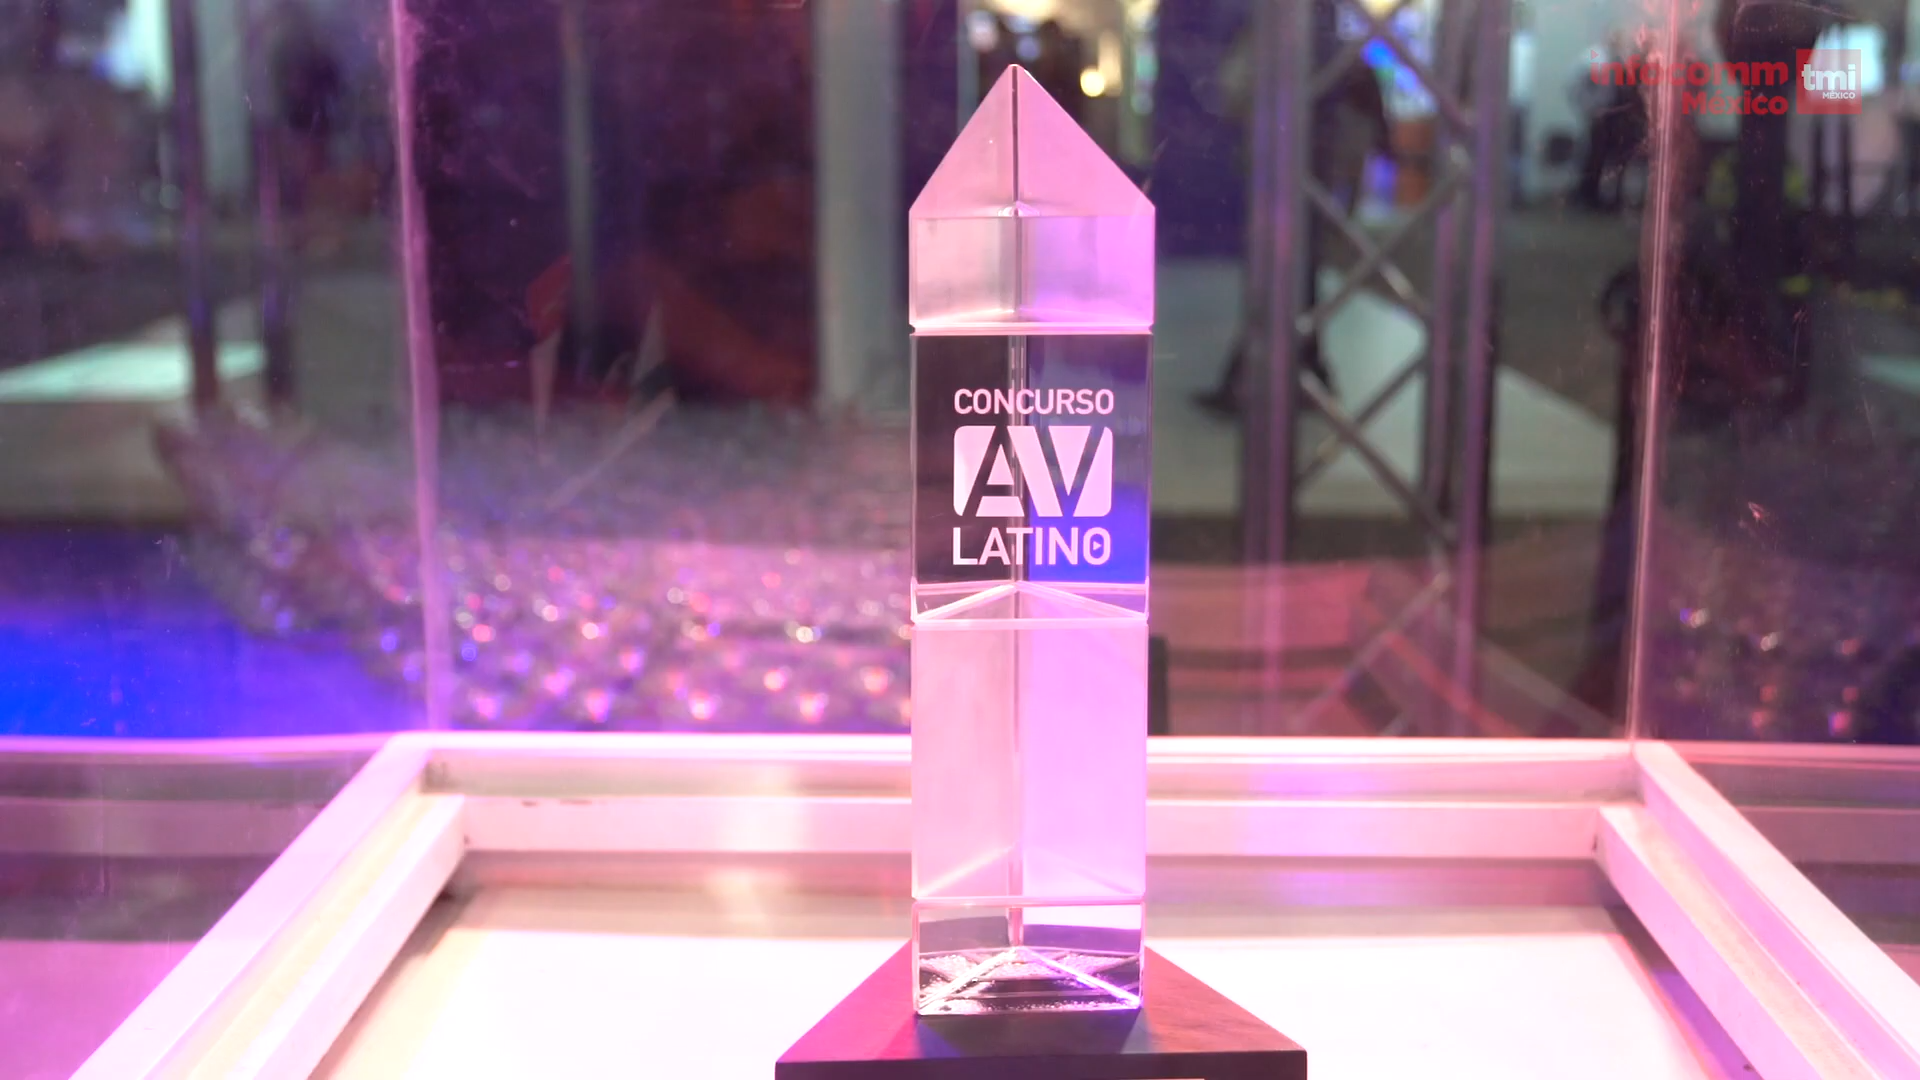 infocomm
México
tmi
MÉXICO
CONCURSO
AV
LATINO